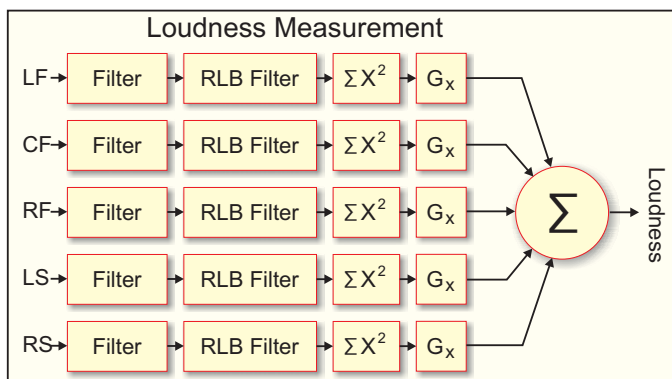 Loudness Measurement
LF Filter RLB Filter ΣX² Gx
CF Filter RLB Filter ΣX² Gx
RF Filter RLB Filter ΣX² Gx Σ Loudness
LS Filter RLB Filter ΣX² Gx
RS Filter RLB Filter ΣX² Gx